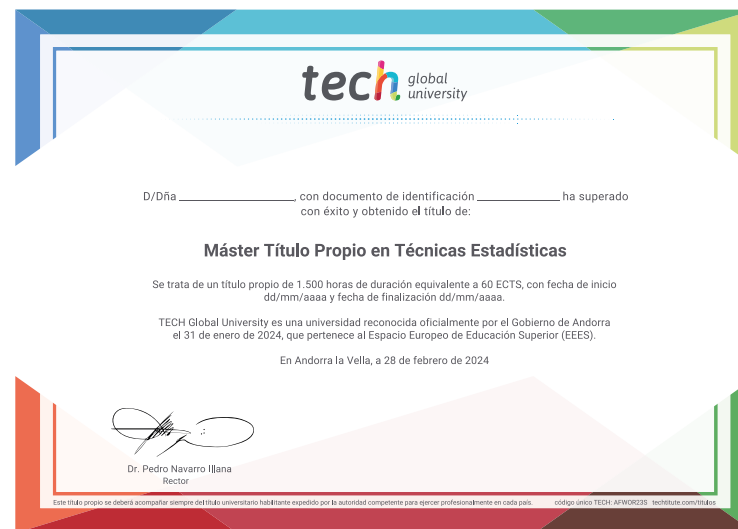 tech global university
D/Dña ____________________, con documento de identificación ______________ ha superado
con éxito y obtenido el título de:
Máster Título Propio en Técnicas Estadísticas
Se trata de un título propio de 1.500 horas de duración equivalente a 60 ECTS, con fecha de inicio
dd/mm/aaaa y fecha de finalización dd/mm/aaaa.
TECH Global University es una universidad reconocida oficialmente por el Gobierno de Andorra
el 31 de enero de 2024, que pertenece al Espacio Europeo de Educación Superior (EEES).
En Andorra la Vella, a 28 de febrero de 2024
Dr. Pedro Navarro Illana
Rector
Este título propio se deberá acompañar siempre del título universitario habilitante expedido por la autoridad competente para ejercer profesionalmente en cada país. código único TECH: AFWOR23S techtitute.com/titulos